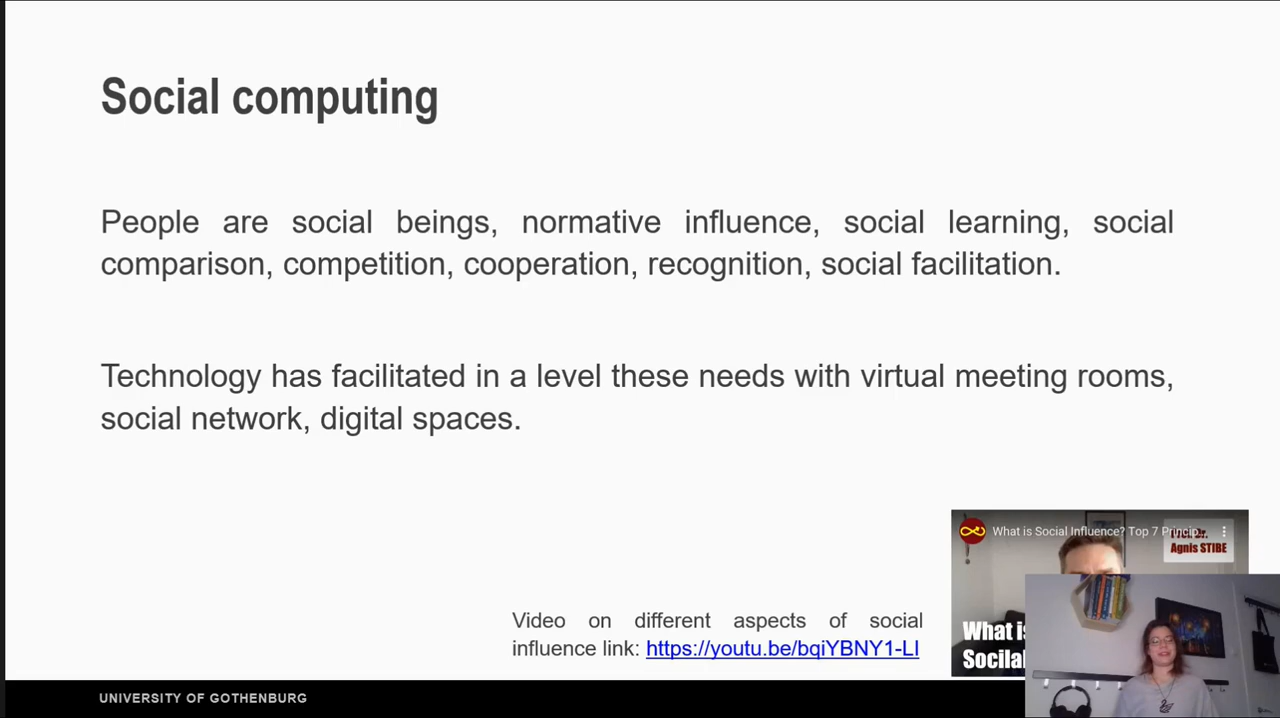 Social computing
People are social beings, normative influence, social learning, social
comparison, competition, cooperation, recognition, social facilitation.
Technology has facilitated in a level these needs with virtual meeting rooms,
social network, digital spaces.
What is Social Influence? Top 7 Princip
Agnis STIBE
Video on different aspects of social
influence link: https://youtu.be/bqiYBNY1-LI
What is
Socilal
UNIVERSITY OF GOTHENBURG